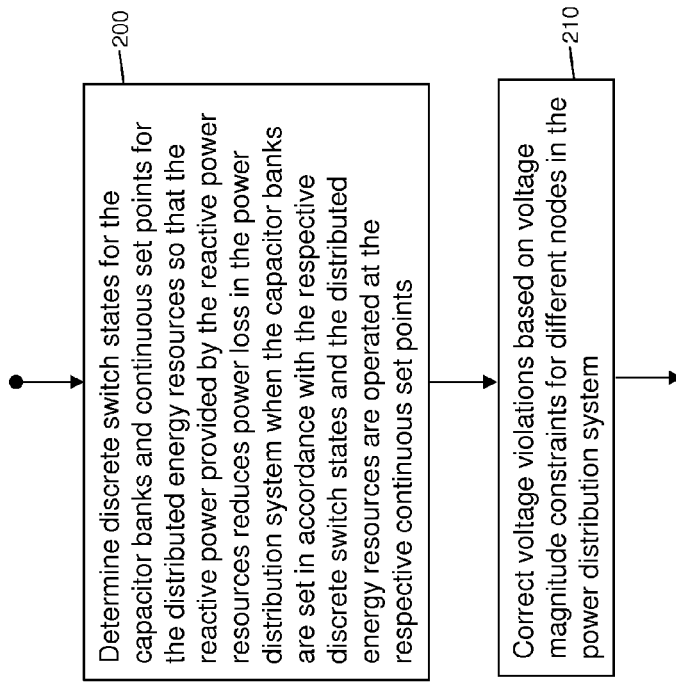 200
Determine discrete switch states for the
capacitor banks and continuous set points for
the distributed energy resources so that the
reactive power provided by the reactive power
resources reduces power loss in the power
distribution system when the capacitor banks
are set in accordance with the respective
discrete switch states and the distributed
energy resources are operated at the
respective continuous set points
210
Correct voltage violations based on voltage
magnitude constraints for different nodes in the
power distribution system